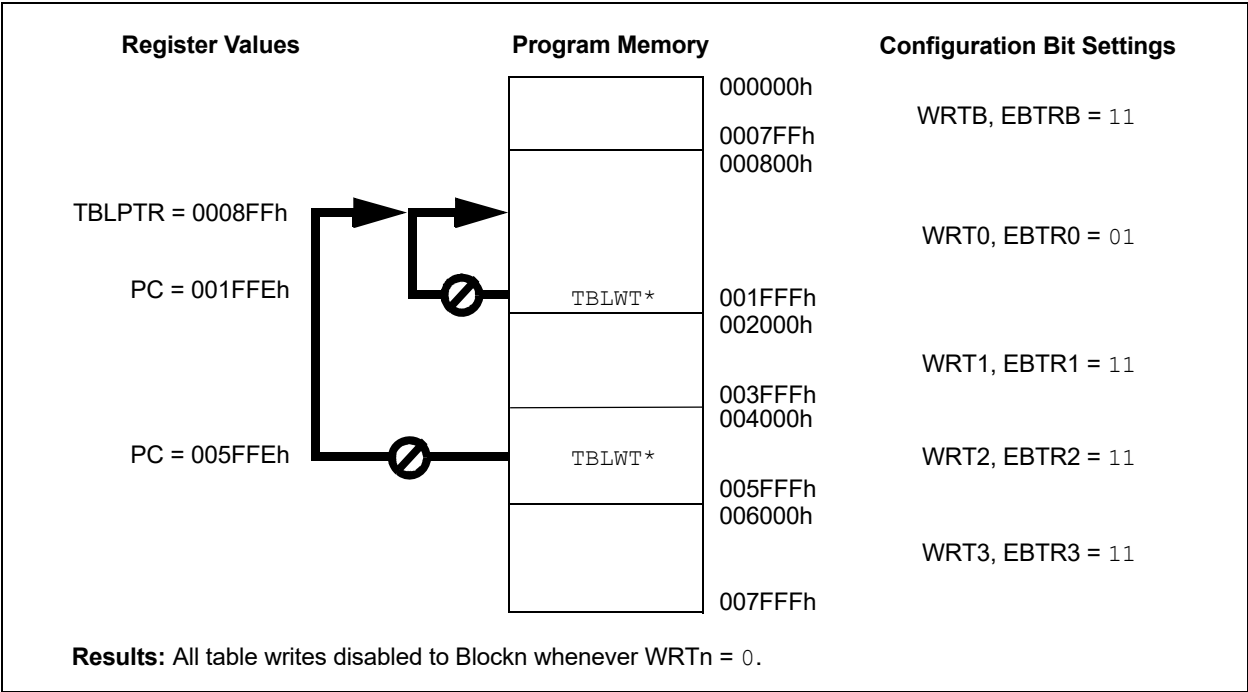 Register Values
Program Memory
Configuration Bit Settings
000000h
WRTB, EBTRB = 11
0007FFh
000800h
TBLPTR = 0008FFh
WRT0, EBTR0 = 01
PC = 001FFEh
TBLWT*
001FFFh
002000h
WRT1, EBTR1 = 11
003FFFh
004000h
PC = 005FFEh
TBLWT*
WRT2, EBTR2 = 11
005FFFh
006000h
WRT3, EBTR3 = 11
007FFFh
Results: All table writes disabled to Blockn whenever WRTn = 0.